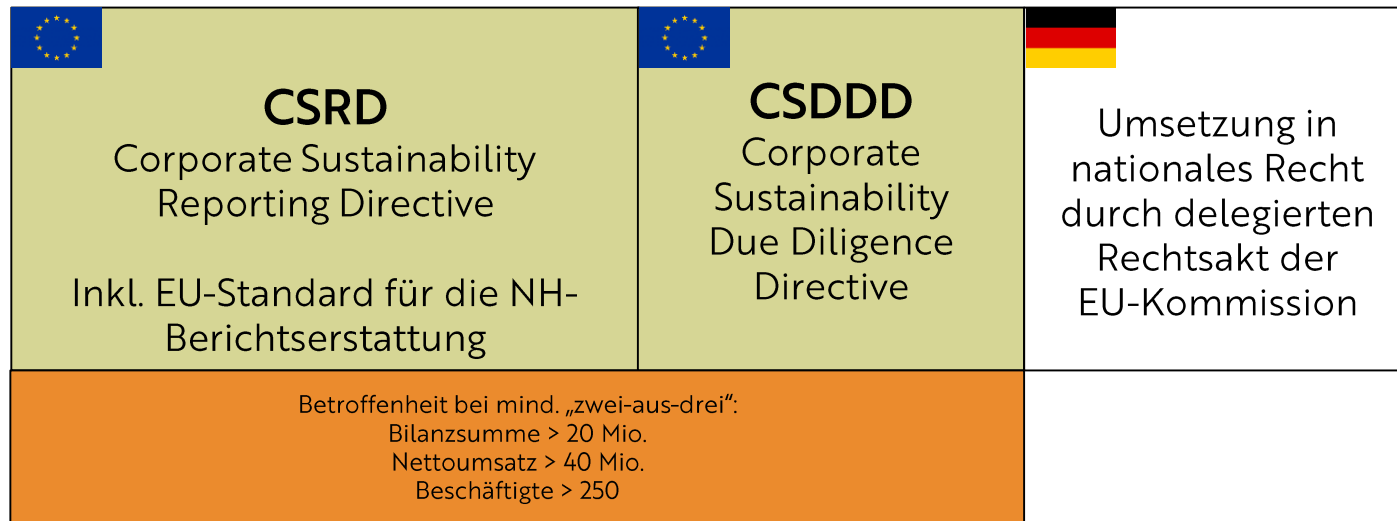 CSRD
Corporate Sustainability
Reporting Directive
Inkl. EU-Standard für die NH-
Berichtserstattung
CSDDD
Corporate
Sustainability
Due Diligence
Directive
Umsetzung in
nationales Recht
durch delegierten
Rechtsakt der
EU-Kommission
Betroffenheit bei mind. „zwei-aus-drei“:
Bilanzsumme > 20 Mio.
Nettoumsatz > 40 Mio.
Beschäftigte > 250